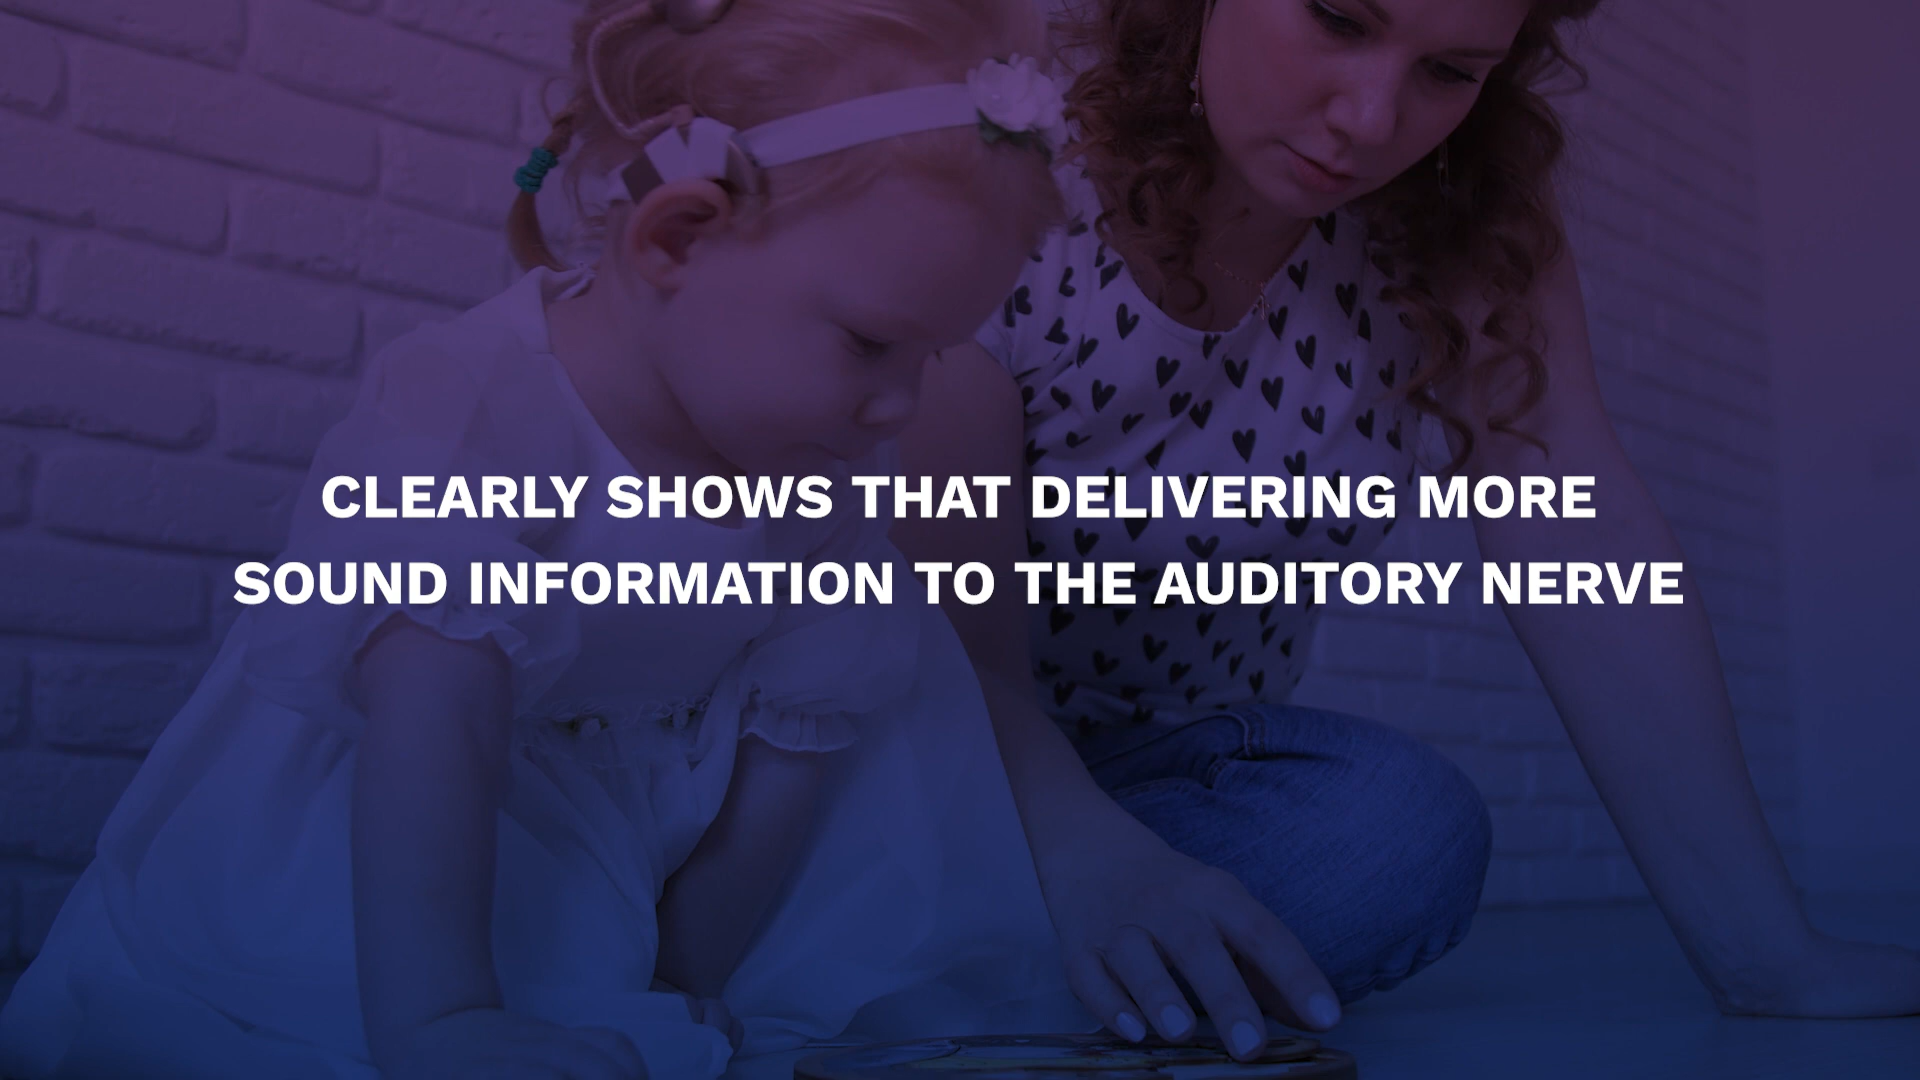 CLEARLY SHOWS THAT DELIVERING MORE
SOUND INFORMATION TO THE AUDITORY NERVE